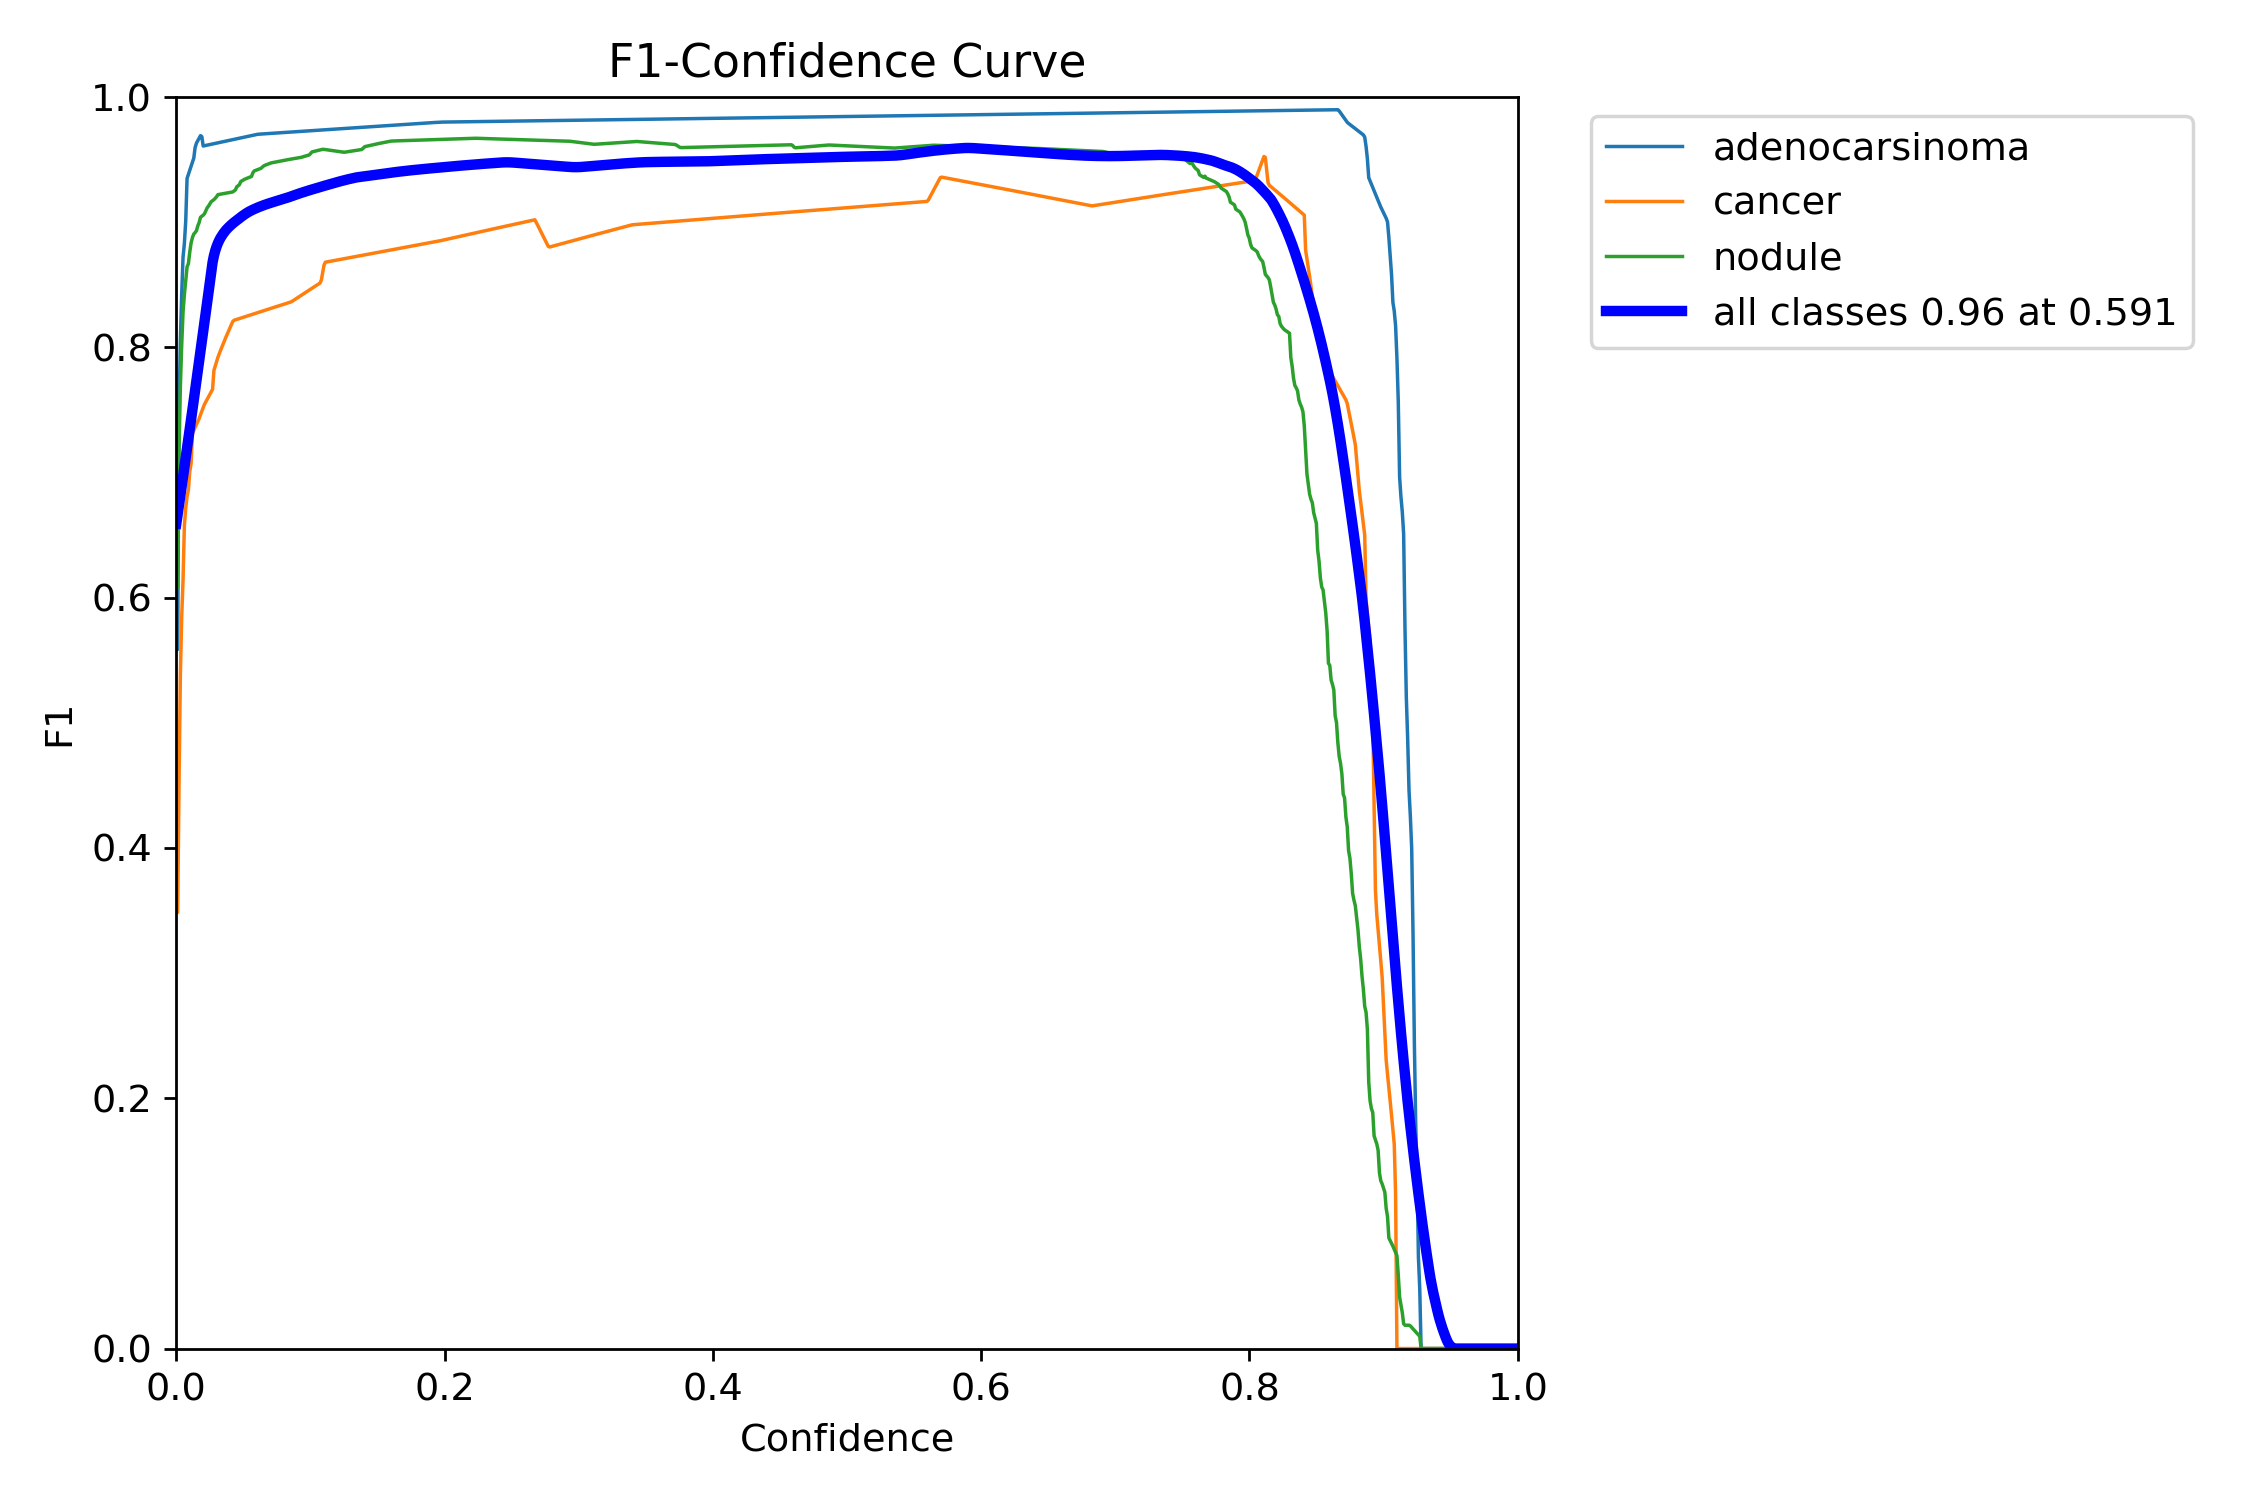 F1-Confidence Curve
1.0
0.8
0.6
0.4
0.2
0.0
F1
0.0 0.2 0.4 0.6 0.8 1.0
Confidence
adenocarsinoma
cancer
nodule
all classes 0.96 at 0.591